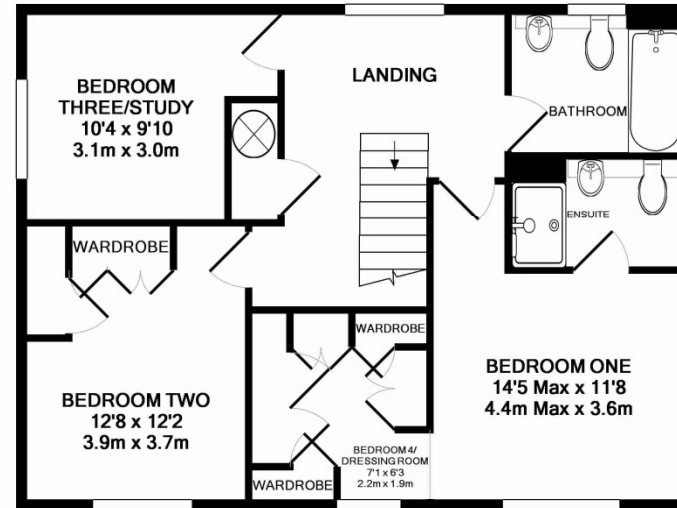 BEDROOM
THREE/STUDY
10'4 x 9'10
3.1m x 3.0m
LANDING
BATHROOM
ENSUITE
WARDROBE
WARDROBE
BEDROOM TWO
12'8 x 12'2
3.9m x 3.7m
BEDROOM ONE
14'5 Max x 11'8
4.4m Max x 3.6m
BEDROOM 4/
DRESSING ROOM
7'1 x 6'3
2.2m x 1.9m
WARDROBE